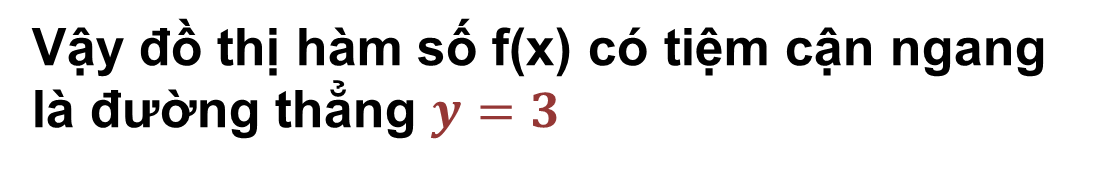 Vậy đồ thị hàm số f(x) có tiệm cận ngang
là đường thẳng y = 3